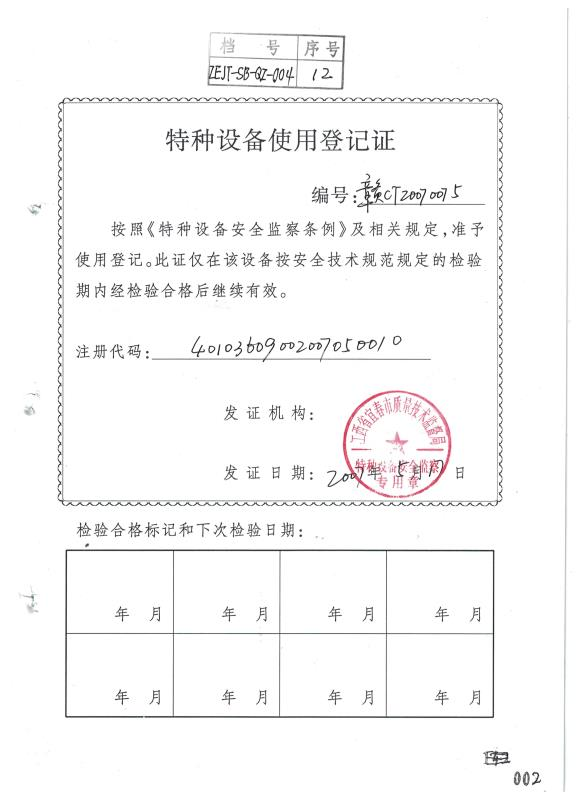 档 号 序号
ZEJT-SB-QZ-004 12
特种设备使用登记证
编号：赣CT20070075
按照《特种设备安全监察条例》及相关规定，准予
使用登记。此证仅在该设备按安全技术规范规定的检验
期内经检验合格后继续有效。
注册代码：40103609002007050010
发证机构：
江西省宜春市质量技术监督局
特种设备安全监察
专用章
发证日期：2007年5月17日
检验合格标记和下次检验日期：
年 月 年 月 年 月 年 月
年 月 年 月 年 月 年 月
002